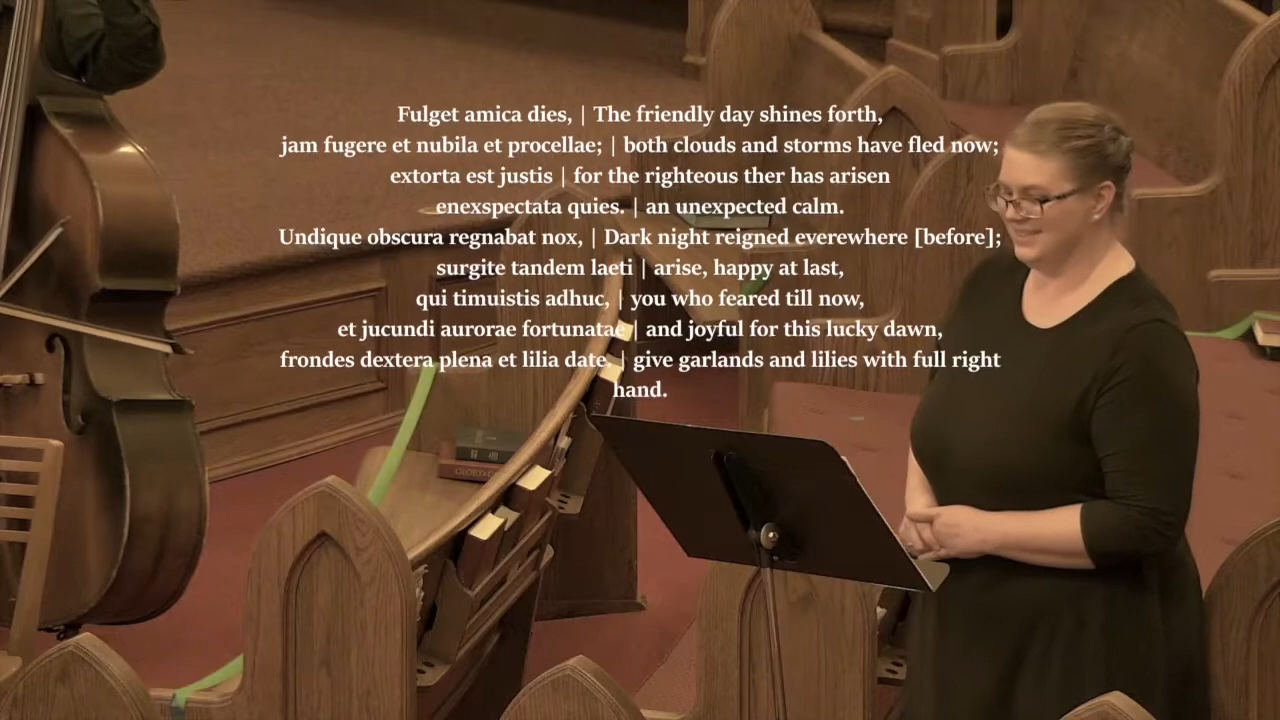 Fulget amica dies, | The friendly day shines forth,
jam fugere et nubila et procellae; | both clouds and storms have fled now;
extorta est justis | for the righteous ther has arisen
enexspectata quies. | an unexpected calm.
Undique obscura regnabat nox, | Dark night reigned everewhere [before];
surgite tandem laeti | arise, happy at last,
qui timuistis adhuc, | you who feared till now,
et jucundi aurorae fortunatae | and joyful for this lucky dawn,
frondes dextera plena et lilia date. | give garlands and lilies with full right
hand.